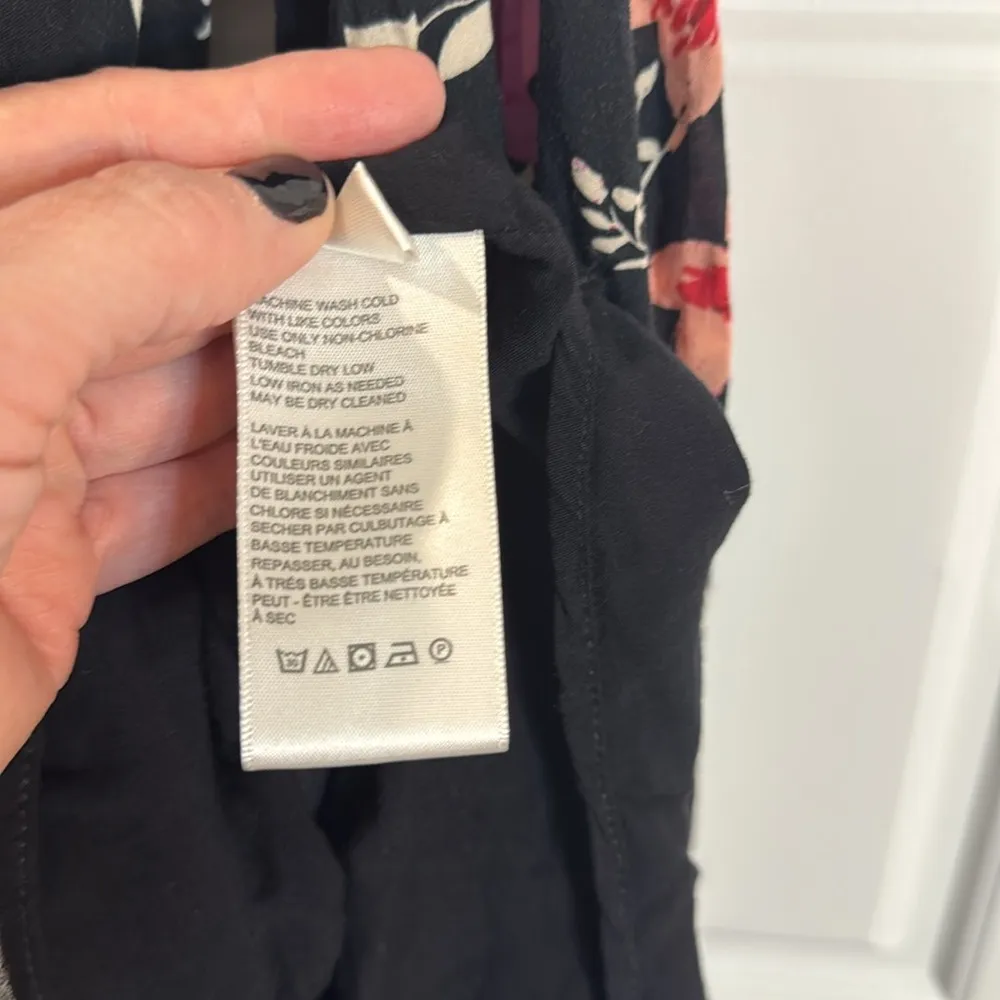 MACHINE WASH COLD
WITH LIKE COLORS
USE ONLY NON-CHLORINE
BLEACH
TUMBLE DRY LOW
LOW IRON AS NEEDED
MAY BE DRY CLEANED
LAVER À LA MACHINE À
L'EAU FROIDE AVEC
COULEURS SIMILAIRES
UTILISER UN AGENT
DE BLANCHIMENT SANS
CHLORE SI NÉCESSAIRE
SECHER PAR CULBUTAGE À
BASSE TEMPERATURE
REPASSER, AU BESOIN,
À TRÉS BASSE TEMPÉRATURE
PEUT - ÊTRE ÊTRE NETTOYÉE
À SEC
30 P